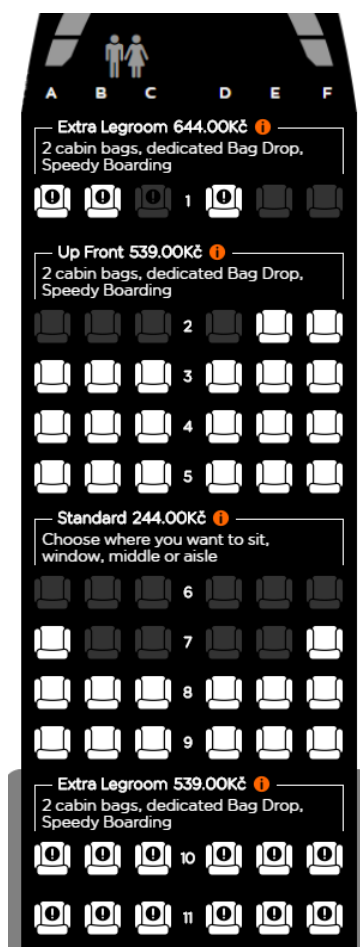 A B C D E F
Extra Legroom 644.00Kč
2 cabin bags, dedicated Bag Drop,
Speedy Boarding
1
Up Front 539.00Kč
2 cabin bags, dedicated Bag Drop,
Speedy Boarding
2
3
4
5
Standard 244.00Kč
Choose where you want to sit,
window, middle or aisle
6
7
8
9
Extra Legroom 539.00Kč
2 cabin bags, dedicated Bag Drop,
Speedy Boarding
10
11